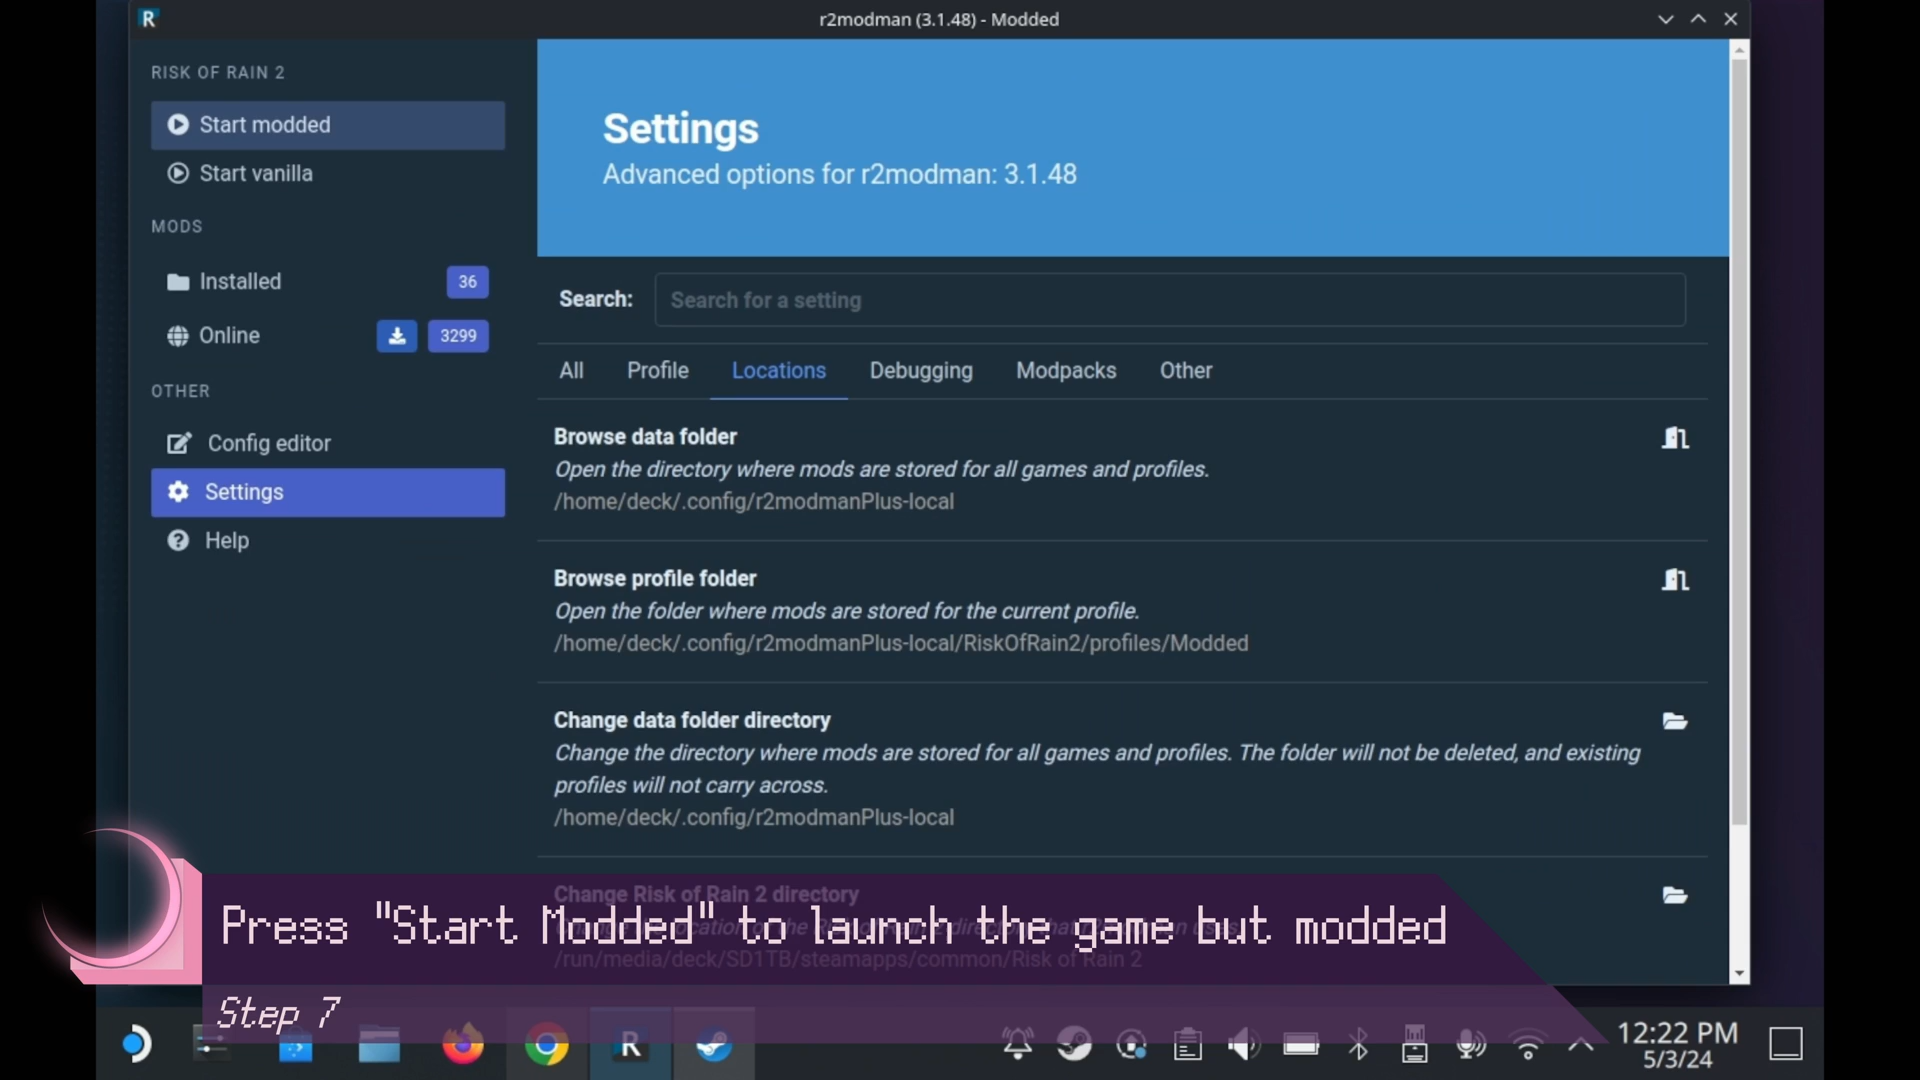 r2modman (3.1.48) - Modded
RISK OF RAIN 2
Start modded
Start vanilla
MODS
Installed 36
Online 3299
OTHER
Config editor
Settings
Help
Settings
Advanced options for r2modman: 3.1.48
Search: Search for a setting
All Profile Locations Debugging Modpacks Other
Browse data folder
Open the directory where mods are stored for all games and profiles.
/home/deck/.config/r2modmanPlus-local
Browse profile folder
Open the folder where mods are stored for the current profile.
/home/deck/.config/r2modmanPlus-local/RiskOfRain2/profiles/Modded
Change data folder directory
Change the directory where mods are stored for all games and profiles. The folder will not be deleted, and existing
profiles will not carry across.
/home/deck/.config/r2modmanPlus-local
Change Risk of Rain 2 directory
/run/media/deck/SD1TB/steamapps/common/Risk of Rain 2
Press "Start Modded" to launch the game but modded
Step 7
R
12:22 PM
5/3/24